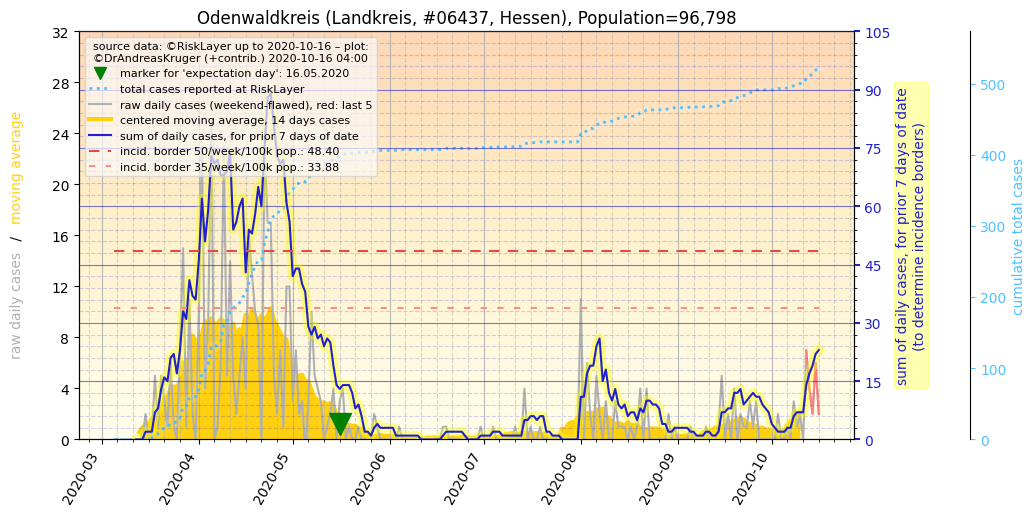 Odenwaldkreis (Landkreis, #06437, Hessen), Population=96,798
source data: ©RiskLayer up to 2020-10-16 – plot:
©DrAndreasKruger (+contrib.) 2020-10-16 04:00
marker for 'expectation day': 16.05.2020
total cases reported at RiskLayer
raw daily cases (weekend-flawed), red: last 5
centered moving average, 14 days cases
sum of daily cases, for prior 7 days of date
incid. border 50/week/100k pop.: 48.40
incid. border 35/week/100k pop.: 33.88
raw daily cases / moving average
32
28
24
20
16
12
8
4
0
2020-03
2020-04
2020-05
2020-06
2020-07
2020-08
2020-09
2020-10
105
90
75
60
45
30
15
0
sum of daily cases, for prior 7 days of date
(to determine incidence borders)
500
400
300
200
100
0
cumulative total cases